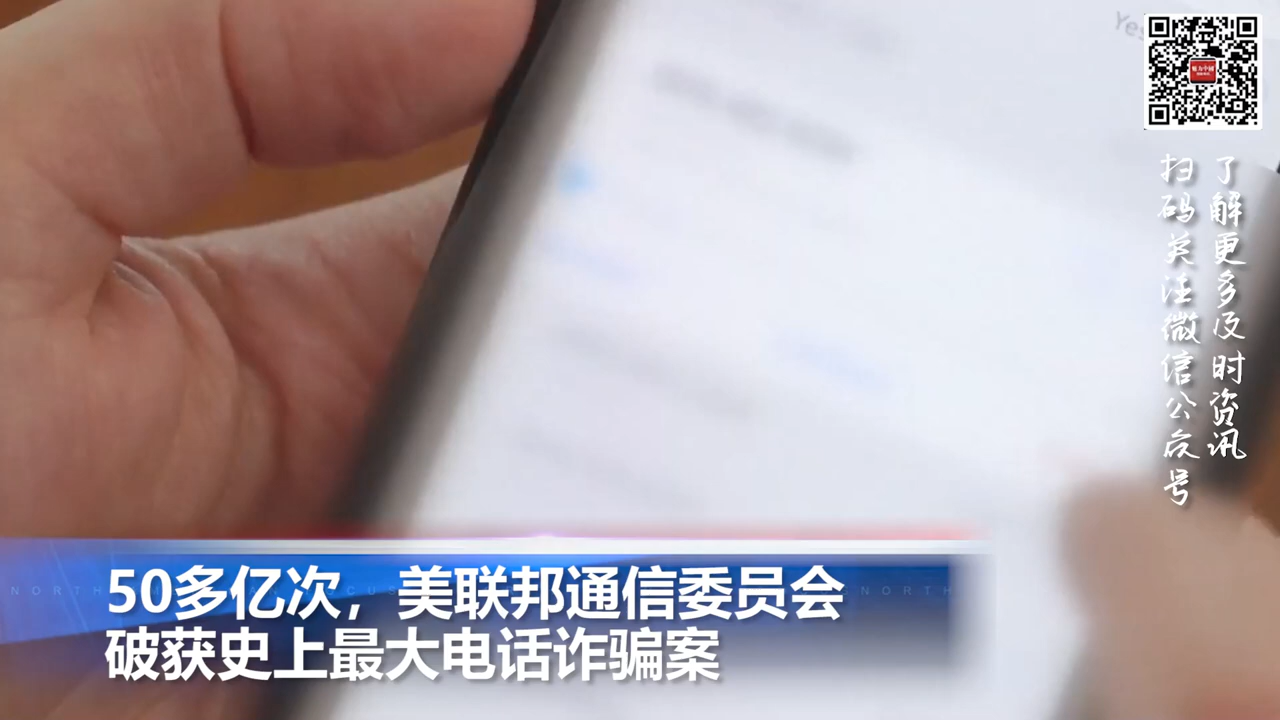 Yes
了解更多及时资讯
扫码关注微信公众号
50多亿次，美联邦通信委员会
破获史上最大电话诈骗案